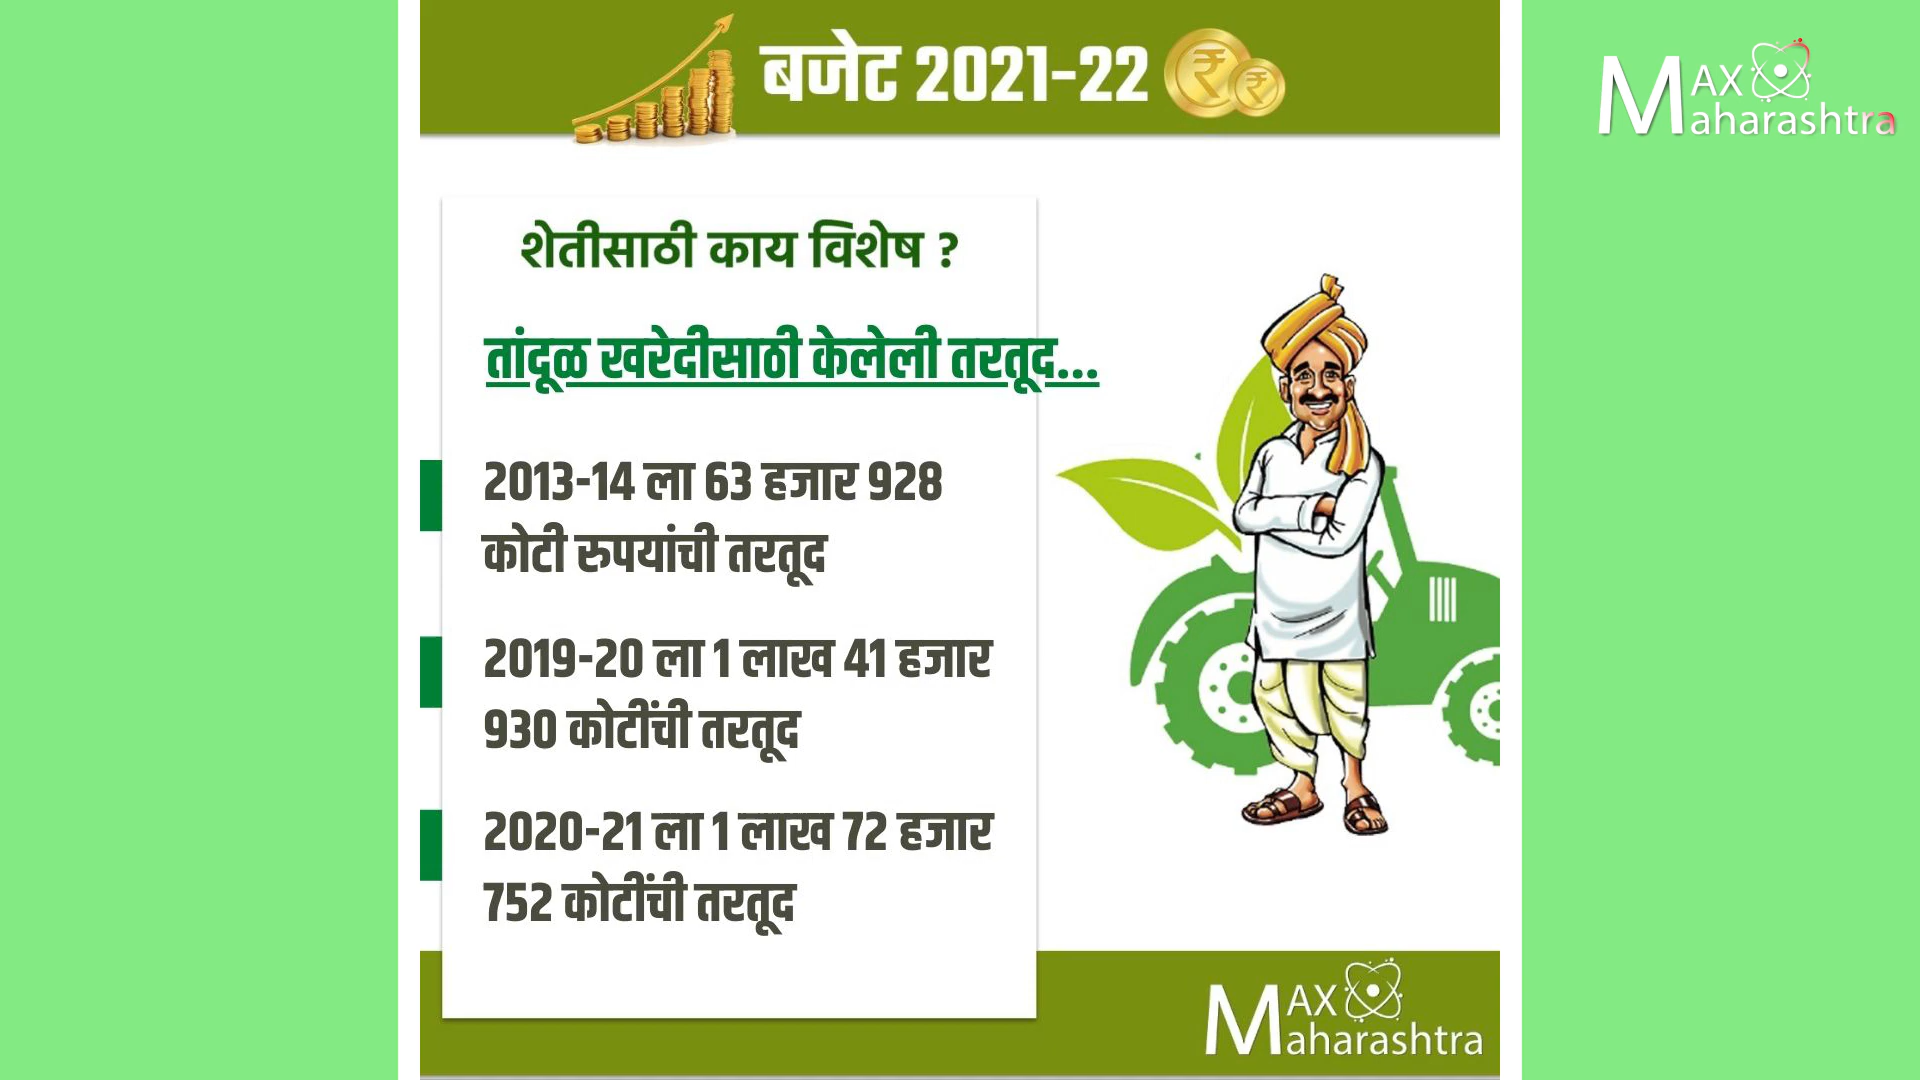 बजेट 2021-22
MAX
Maharashtra
शेतीसाठी काय विशेष ?
तांदूळ खरेदीसाठी केलेली तरतूद...
2013-14 ला 63 हजार 928
कोटी रुपयांची तरतूद
2019-20 ला 1 लाख 41 हजार
930 कोटींची तरतूद
2020-21 ला 1 लाख 72 हजार
752 कोटींची तरतूद
MAX
Maharashtra